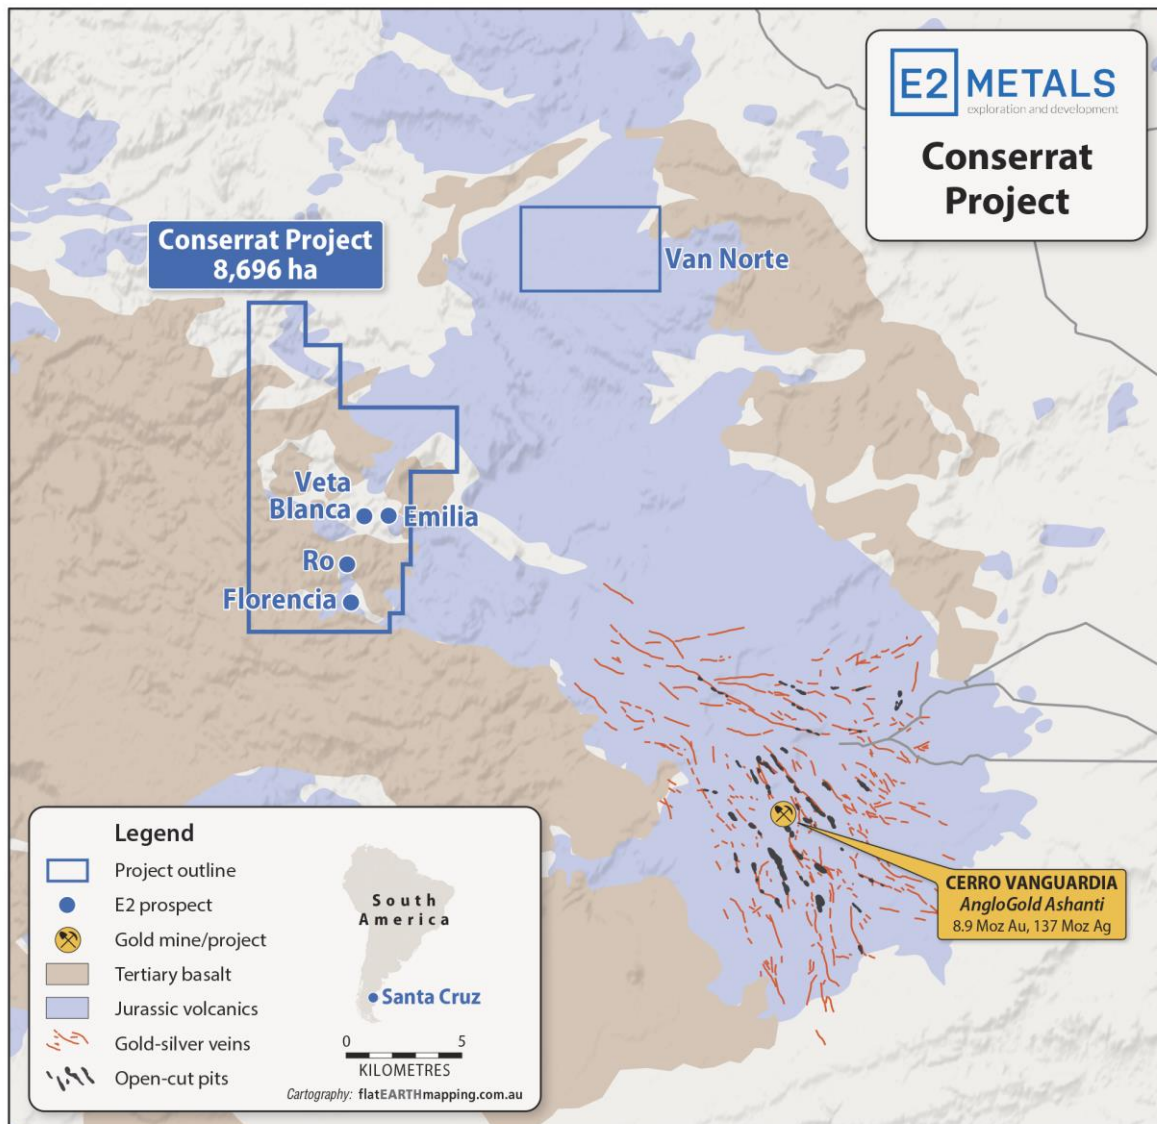 E2 METALS
exploration and development
Conserrat
Project
Conserrat Project
8,696 ha
Van Norte
Veta
Blanca
Emilia
Ro
Florencia
CERRO VANGUARDIA
AngloGold Ashanti
8.9 Moz Au, 137 Moz Ag
Legend
Project outline
E2 prospect
Gold mine/project
Tertiary basalt
Jurassic volcanics
Gold-silver veins
Open-cut pits
South
America
Santa Cruz
0 5
KILOMETRES
Cartography: flatEARTHmapping.com.au